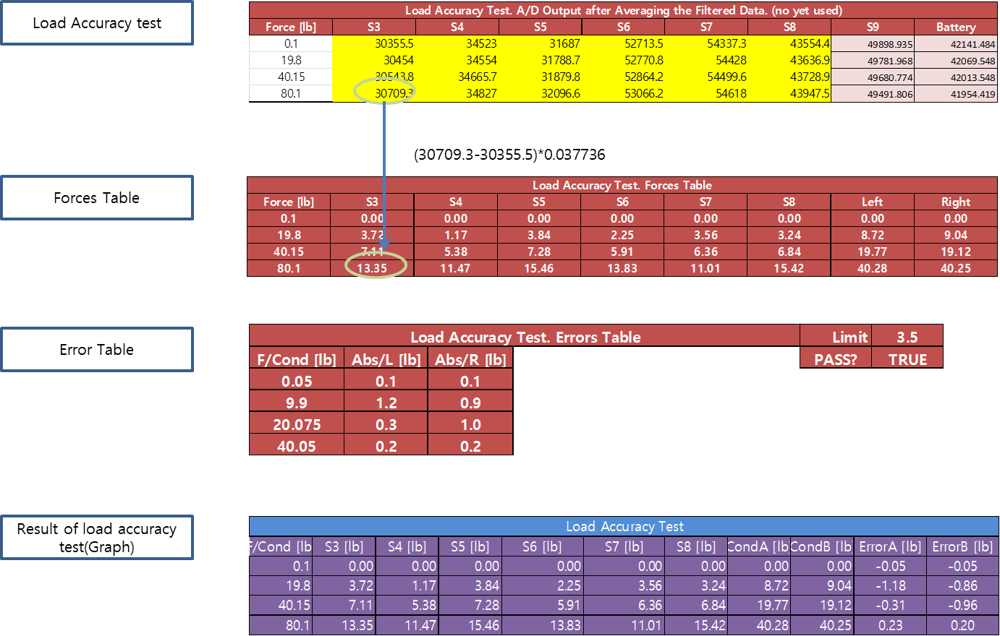 Load Accuracy test
Load Accuracy Test. A/D Output after Averaging the Filtered Data. (no yet used)
Force [lb] S3 S4 S5 S6 S7 S8 S9 Battery
0.1 30355.5 34523 31687 52713.5 54337.3 43554.4 49898.935 42141.484
19.8 30454 34554 31788.7 52770.8 54428 43636.9 49781.968 42069.548
40.15 30543.8 34665.7 31879.8 52864.2 54499.6 43728.9 49680.774 42013.548
80.1 30709.3 34827 32096.6 53066.2 54618 43947.5 49491.806 41954.419
(30709.3-30355.5)*0.037736
Forces Table
Load Accuracy Test. Forces Table
Force [lb] S3 S4 S5 S6 S7 S8 Left Right
0.1 0.00 0.00 0.00 0.00 0.00 0.00 0.00 0.00
19.8 3.72 1.17 3.84 2.25 3.56 3.24 8.72 9.04
40.15 7.11 5.38 7.28 5.91 6.36 6.84 19.77 19.12
80.1 13.35 11.47 15.46 13.83 11.01 15.42 40.28 40.25
Error Table
Load Accuracy Test. Errors Table Limit 3.5
F/Cond [lb] Abs/L [lb] Abs/R [lb] PASS? TRUE
0.05 0.1 0.1
9.9 1.2 0.9
20.075 0.3 1.0
40.05 0.2 0.2
Result of load accuracy
test(Graph)
Load Accuracy Test
F/Cond [lb S3 [lb] S4 [lb] S5 [lb] S6 [lb] S7 [lb] S8 [lb] CondA [lb CondB [lb] ErrorA [lb] ErrorB [lb]
0.1 0.00 0.00 0.00 0.00 0.00 0.00 0.00 0.00 -0.05 -0.05
19.8 3.72 1.17 3.84 2.25 3.56 3.24 8.72 9.04 -1.18 -0.86
40.15 7.11 5.38 7.28 5.91 6.36 6.84 19.77 19.12 -0.31 -0.96
80.1 13.35 11.47 15.46 13.83 11.01 15.42 40.28 40.25 0.23 0.20